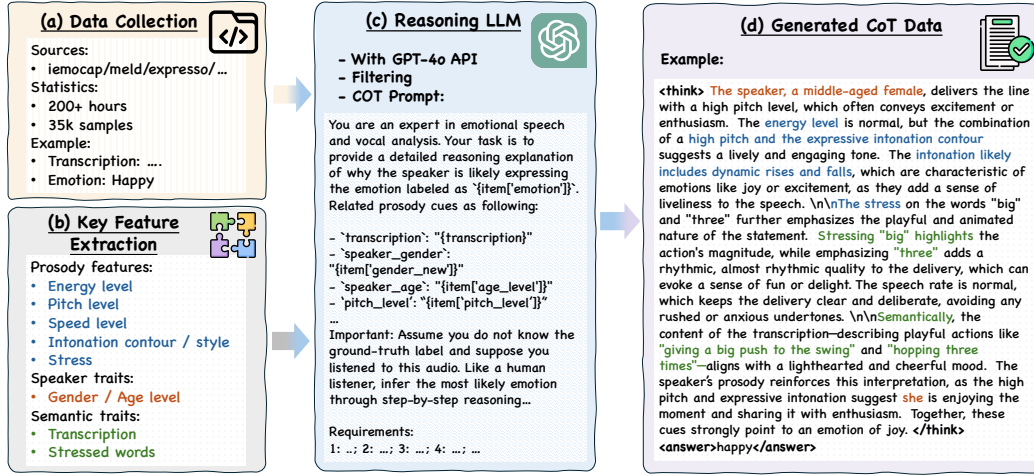 (a) Data Collection
Sources:
• iemocap/meld/expresso/...
Statistics:
• 200+ hours
• 35k samples
Example:
• Transcription: ....
• Emotion: Happy
(b) Key Feature
Extraction
Prosody features:
• Energy level
• Pitch level
• Speed level
• Intonation contour / style
• Stress
Speaker traits:
• Gender / Age level
Semantic traits:
• Transcription
• Stressed words
(c) Reasoning LLM
- With GPT-4o API
- Filtering
- COT Prompt:
You are an expert in emotional speech
and vocal analysis. Your task is to
provide a detailed reasoning explanation
of why the speaker is likely expressing
the emotion labeled as `{item['emotion']}`.
Related prosody cues as following:
- `transcription`: "{transcription}"
- `speaker_gender`:
"{item['gender_new']}"
- `speaker_age`: "{item['age_level']}"
- `pitch_level`: "{item['pitch_level']}"
...
Important: Assume you do not know the
ground-truth label and suppose you
listened to this audio. Like a human
listener, infer the most likely emotion
through step-by-step reasoning...
Requirements:
1: ..; 2: ...; 3: ...; 4: ...; ...
(d) Generated CoT Data
Example:
<think> The speaker, a middle-aged female, delivers the line
with a high pitch level, which often conveys excitement or
enthusiasm. The energy level is normal, but the combination
of a high pitch and the expressive intonation contour
suggests a lively and engaging tone. The intonation likely
includes dynamic rises and falls, which are characteristic of
emotions like joy or excitement, as they add a sense of
liveliness to the speech. \n\nThe stress on the words "big"
and "three" further emphasizes the playful and animated
nature of the statement. Stressing "big" highlights the
action's magnitude, while emphasizing "three" adds a
rhythmic, almost rhythmic quality to the delivery, which can
evoke a sense of fun or delight. The speech rate is normal,
which keeps the delivery clear and deliberate, avoiding any
rushed or anxious undertones. \n\nSemantically, the
content of the transcription—describing playful actions like
"giving a big push to the swing" and "hopping three
times"—aligns with a lighthearted and cheerful mood. The
speaker's prosody reinforces this interpretation, as the high
pitch and expressive intonation suggest she is enjoying the
moment and sharing it with enthusiasm. Together, these
cues strongly point to an emotion of joy. </think>
<answer>happy</answer>